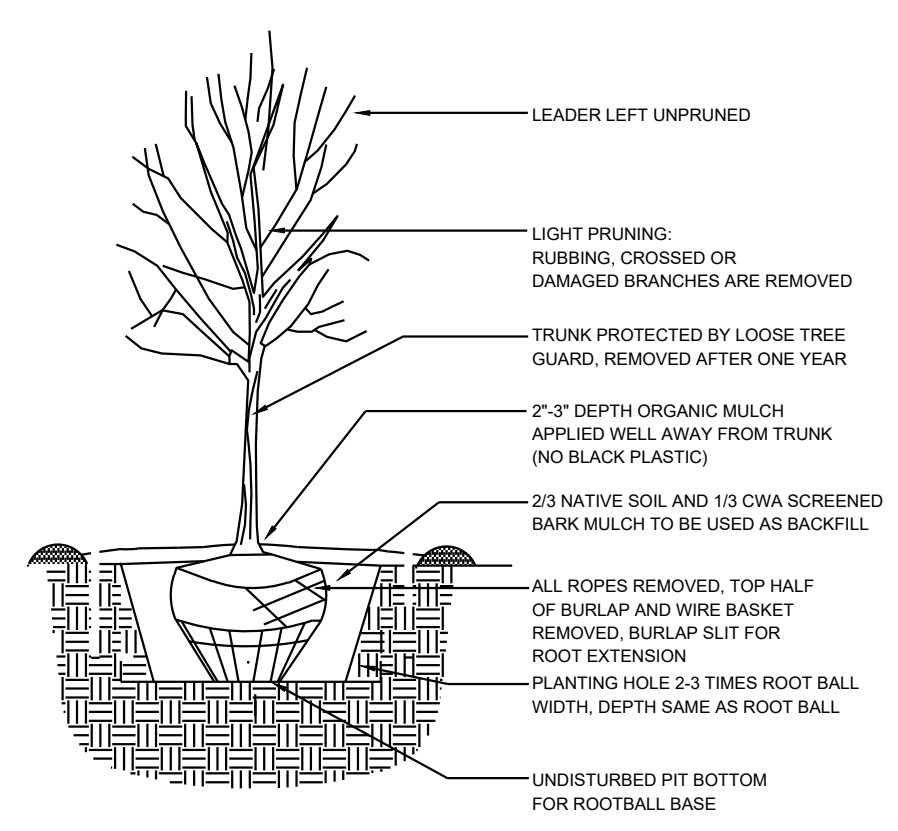 LEADER LEFT UNPRUNED
LIGHT PRUNING:
RUBBING, CROSSED OR
DAMAGED BRANCHES ARE REMOVED
TRUNK PROTECTED BY LOOSE TREE
GUARD, REMOVED AFTER ONE YEAR
2"-3" DEPTH ORGANIC MULCH
APPLIED WELL AWAY FROM TRUNK
(NO BLACK PLASTIC)
2/3 NATIVE SOIL AND 1/3 CWA SCREENED
BARK MULCH TO BE USED AS BACKFILL
ALL ROPES REMOVED, TOP HALF
OF BURLAP AND WIRE BASKET
REMOVED, BURLAP SLIT FOR
ROOT EXTENSION
PLANTING HOLE 2-3 TIMES ROOT BALL
WIDTH, DEPTH SAME AS ROOT BALL
UNDISTURBED PIT BOTTOM
FOR ROOTBALL BASE